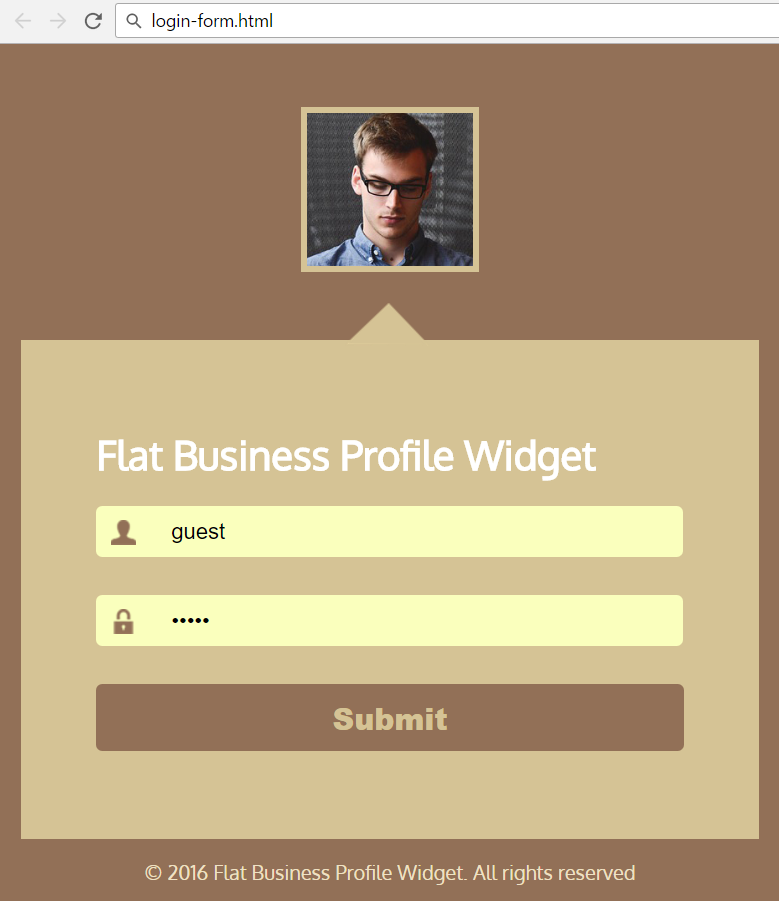 login-form.html
Flat Business Profile Widget
guest
•••••
Submit
© 2016 Flat Business Profile Widget. All rights reserved